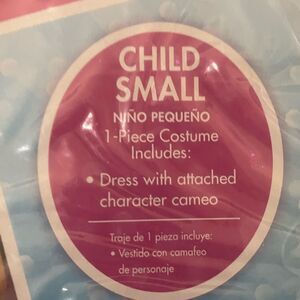 CHILD
SMALL
NIÑO PEQUEÑO
1-Piece Costume
Includes:
• Dress with attached
character cameo
Traje de 1 pieza incluye:
• Vestido con camafeo
de personaje